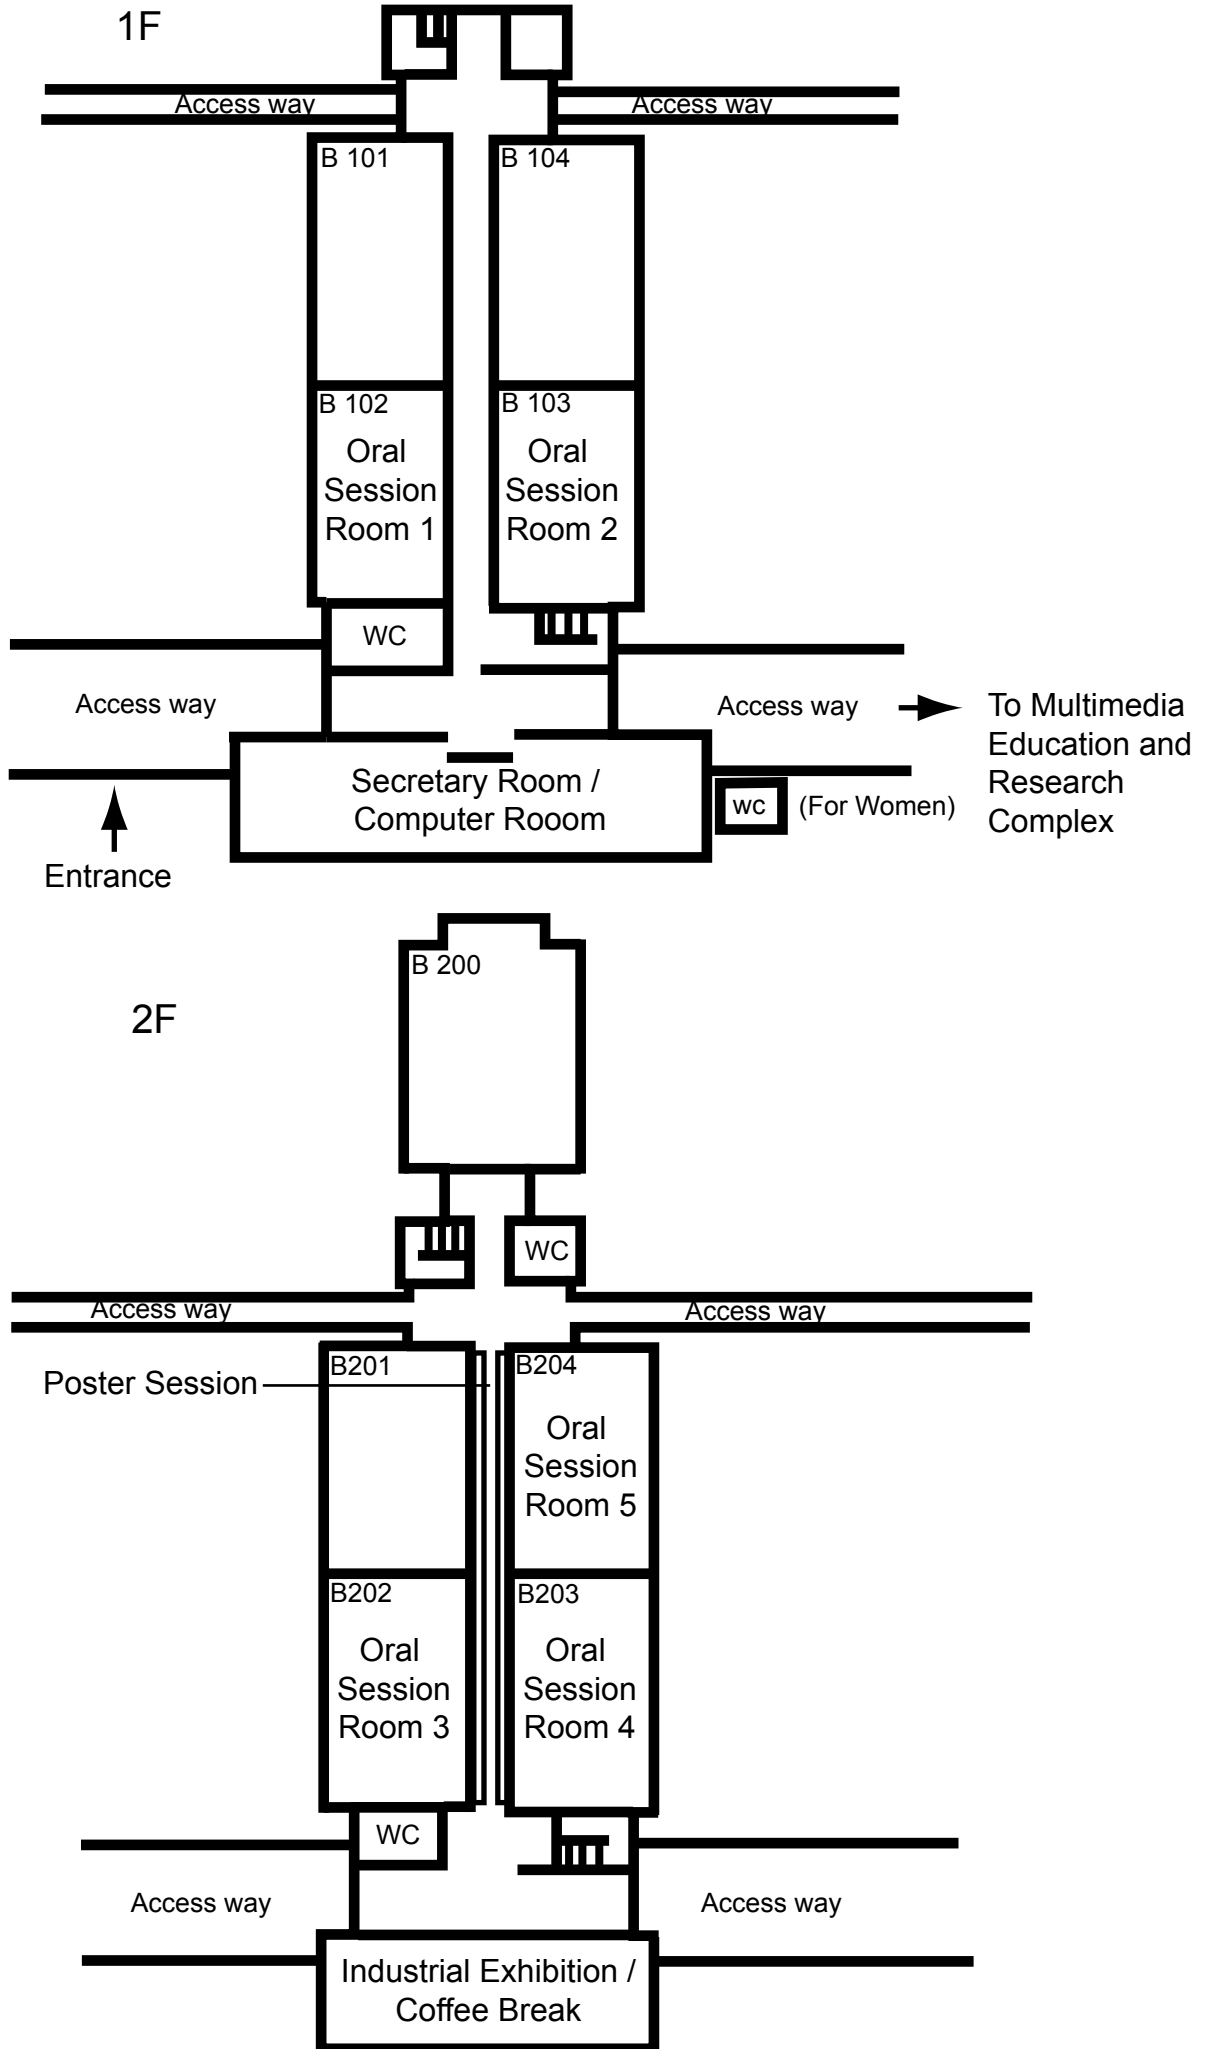 1F
Access way
Access way
B 101
B 104
B 102
Oral
Session
Room 1
B 103
Oral
Session
Room 2
WC
Access way
Access way
To Multimedia
Education and
Research
Complex
Secretary Room /
Computer Rooom
wc
(For Women)
Entrance
B 200
2F
WC
Access way
Access way
B201
B204
Poster Session
Oral
Session
Room 5
B202
Oral
Session
Room 3
B203
Oral
Session
Room 4
WC
Access way
Access way
Industrial Exhibition /
Coffee Break